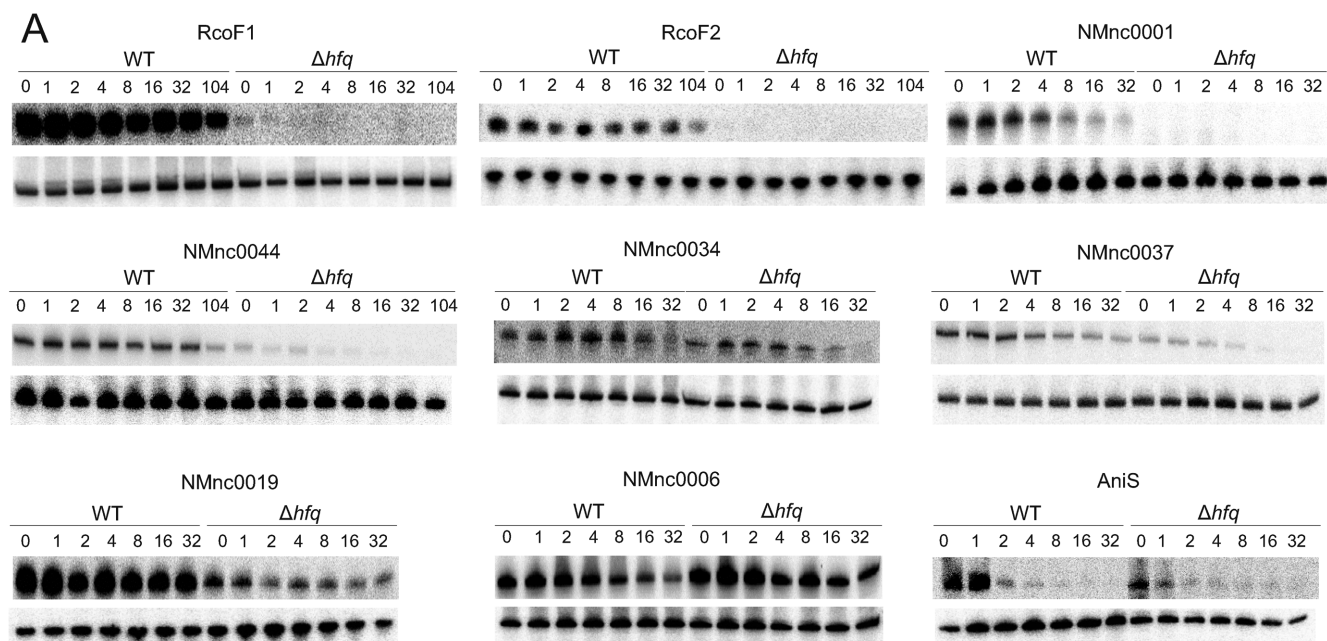 A
RcoF1
WT Δhfq
0 1 2 4 8 16 32 104 0 1 2 4 8 16 32 104
RcoF2
WT Δhfq
0 1 2 4 8 16 32 104 0 1 2 4 8 16 32 104
NMnc0001
WT Δhfq
0 1 2 4 8 16 32 0 1 2 4 8 16 32
NMnc0044
WT Δhfq
0 1 2 4 8 16 32 104 0 1 2 4 8 16 32 104
NMnc0034
WT Δhfq
0 1 2 4 8 16 32 0 1 2 4 8 16 32
NMnc0037
WT Δhfq
0 1 2 4 8 16 32 0 1 2 4 8 16 32
NMnc0019
WT Δhfq
0 1 2 4 8 16 32 0 1 2 4 8 16 32
NMnc0006
WT Δhfq
0 1 2 4 8 16 32 0 1 2 4 8 16 32
AniS
WT Δhfq
0 1 2 4 8 16 32 0 1 2 4 8 16 32